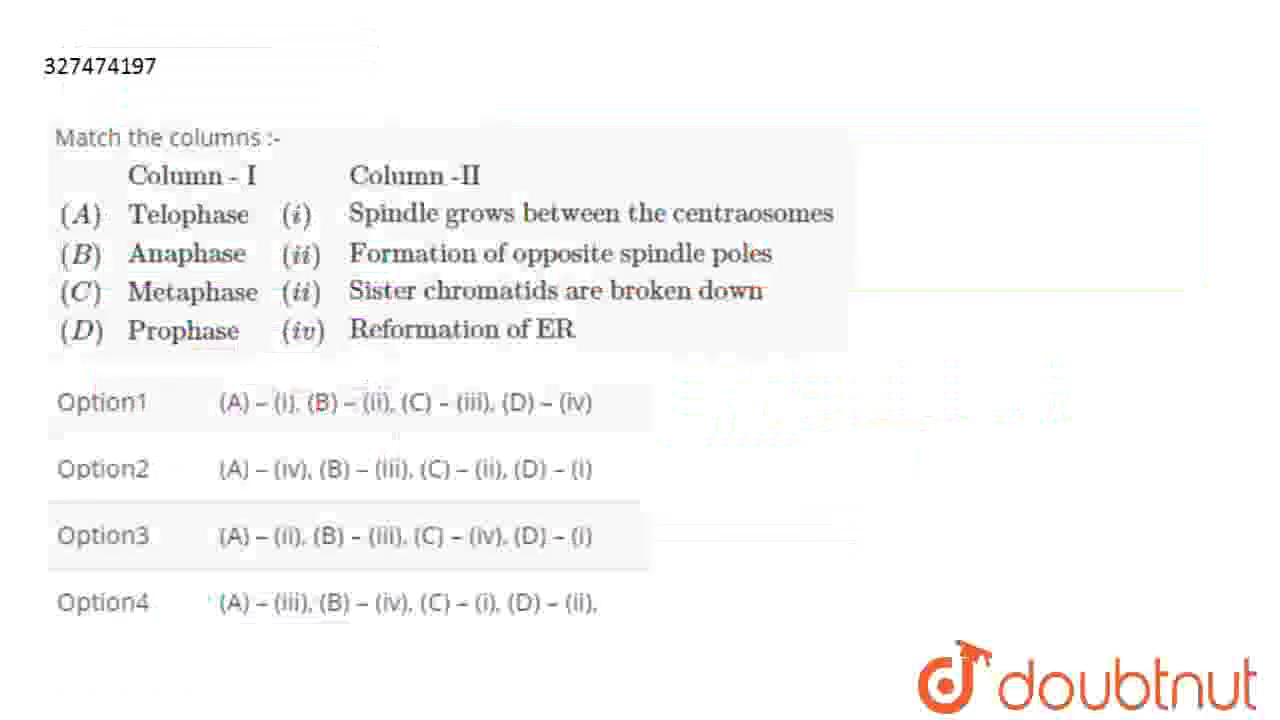 327474197
Match the columns :-
Column - I Column -II
(A) Telophase (i) Spindle grows between the centraosomes
(B) Anaphase (ii) Formation of opposite spindle poles
(C) Metaphase (ii) Sister chromatids are broken down
(D) Prophase (iv) Reformation of ER
Option1 (A) – (i), (B) – (ii), (C) – (iii), (D) – (iv)
Option2 (A) – (iv), (B) – (iii), (C) – (ii), (D) – (i)
Option3 (A) – (ii), (B) – (iii), (C) – (iv), (D) – (i)
Option4 (A) – (iii), (B) – (iv), (C) – (i), (D) – (ii),
doubtnut